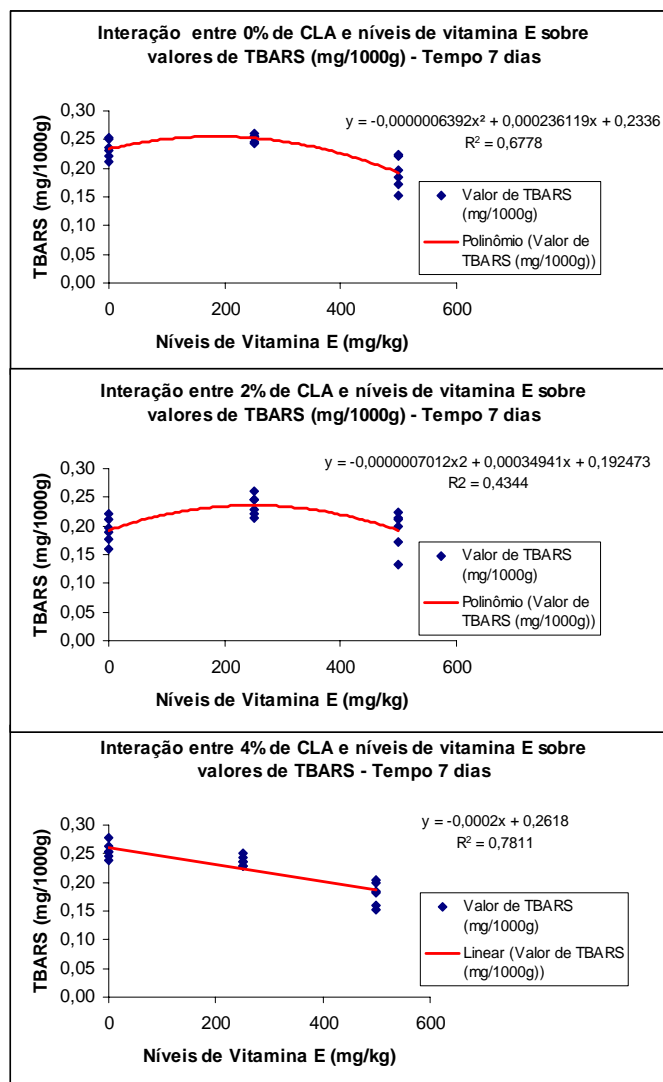 Interação entre 0% de CLA e níveis de vitamina E sobre
valores de TBARS (mg/1000g) - Tempo 7 dias
y = -0,0000006392x² + 0,000236119x + 0,2336
R² = 0,6778
TBARS (mg/1000g)
0,30
0,25
0,20
0,15
0,10
0,05
0,00
Valor de TBARS
(mg/1000g)
Polinômio (Valor de
TBARS (mg/1000g))
0 200 400 600
Níveis de Vitamina E (mg/kg)
Interação entre 2% de CLA e níveis de vitamina E sobre
valores de TBARS (mg/1000g) - Tempo 7 dias
y = -0,0000007012x2 + 0,00034941x + 0,192473
R2 = 0,4344
TBARS (mg/1000g)
0,30
0,25
0,20
0,15
0,10
0,05
0,00
Valor de TBARS
(mg/1000g)
Polinômio (Valor de
TBARS (mg/1000g))
0 200 400 600
Níveis de Vitamina E (mg/kg)
Interação entre 4% de CLA e níveis de vitamina E sobre
valores de TBARS - Tempo 7 dias
y = -0,0002x + 0,2618
R² = 0,7811
TBARS (mg/1000g)
0,30
0,25
0,20
0,15
0,10
0,05
0,00
Valor de TBARS
(mg/1000g)
Linear (Valor de TBARS
(mg/1000g))
0 200 400 600
Níveis de Vitamina E (mg/kg)